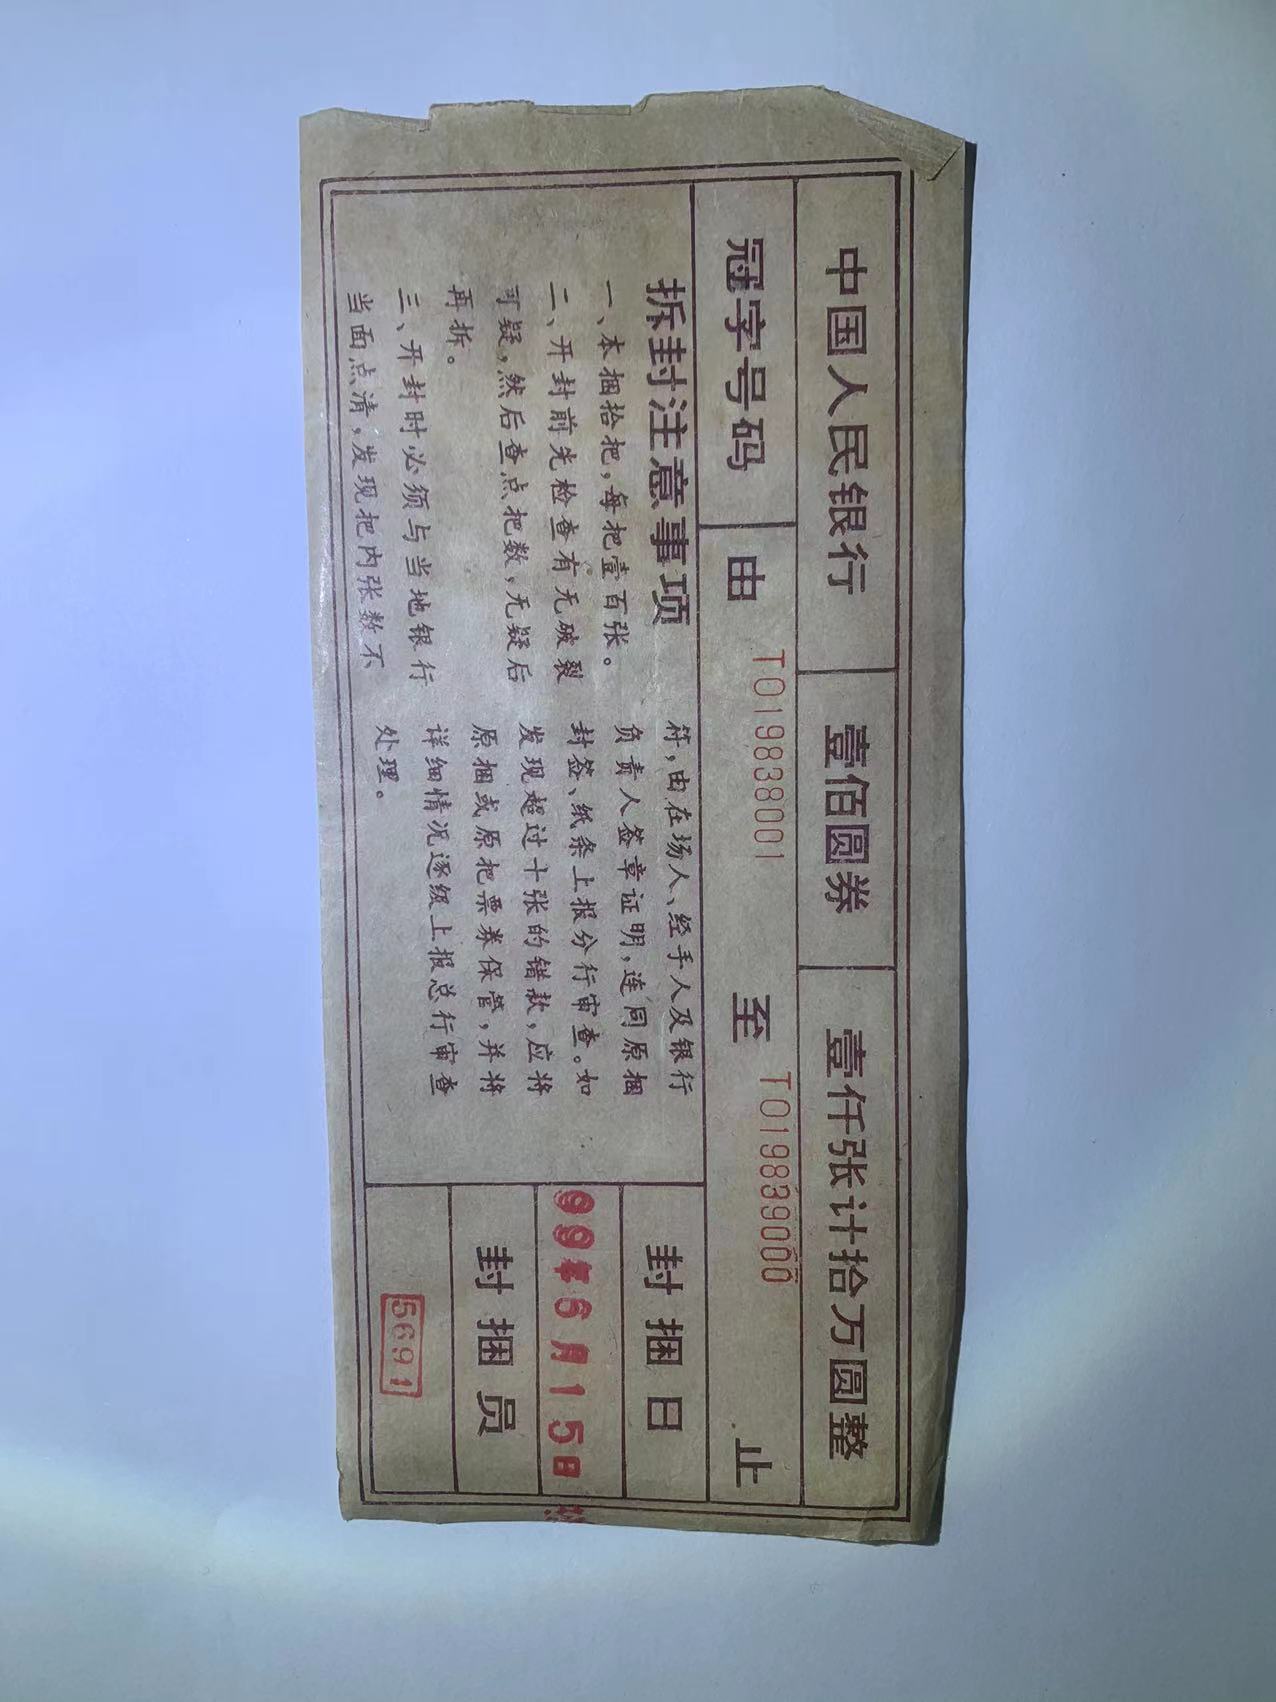 中国人民银行 壹佰圆券 壹仟张计拾万圆整
冠字号码 由 T019838001 至 T019839000 止
拆封注意事项
一、本捆拾把，每把壹百张。
二、开封前先检查有无破裂
可疑，然后查点把数，无疑后
再拆。
三、开封时必须与当地银行
当面点清，发现把内张数不
符，由在场人、经手人及银行
负责人签章证明，连同原捆
封签、纸条上报分行审查。如
发现超过十张的错款，应将
原捆或原把票券保管，并将
详细情况逐级上报总行审查
处理。
封捆日
99年6月15日
封捆员
5691